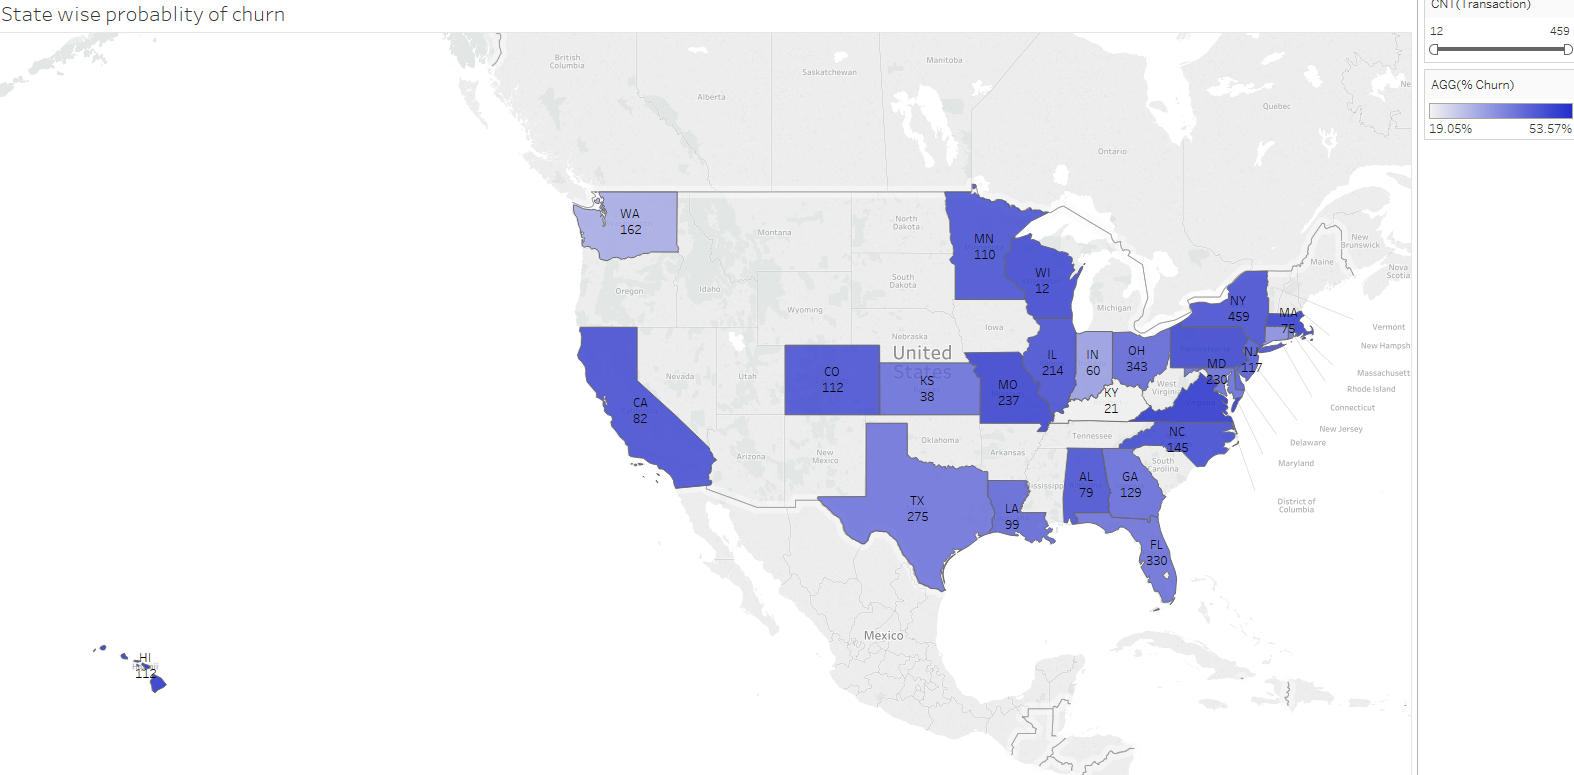 State wise probablity of churn
CNT(Transaction)
12 459
AGG(% Churn)
19.05% 53.57%
British
Columbia
Alberta
Saskatchewan
Manitoba
Ontario
Quebec
Ne
WA
162
Montana
North
Dakota
MN
110
New
Brunswick
Maine
Nova
Scotia
Oregon
Idaho
South
Dakota
WI
12
Wyoming
Michigan
NY
459
MA
75
Vermont
New Hampsh
Massachusett
Rhode Island
Connecticut
New Jersey
Delaware
Maryland
District of
Columbia
Nebraska
Iowa
United
States
Nevada
Utah
CO
112
KS
38
MO
237
IL
214
IN
60
OH
343
MD
230
NJ
117
West
Virginia
KY
21
CA
82
Arizona
New
Mexico
Oklahoma
Arkansas
Tennessee
NC
145
South
Carolina
Mississippi
AL
79
GA
129
TX
275
LA
99
FL
330
Mexico
HI
112